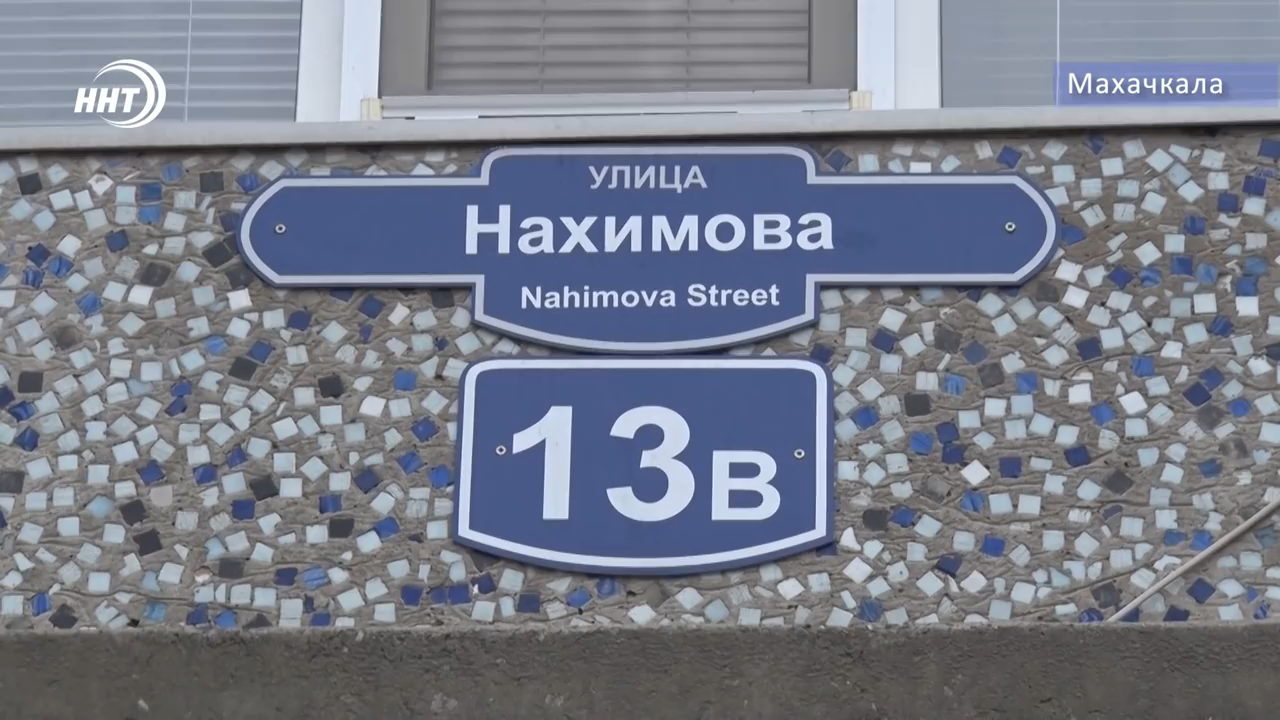 ННТ
Махачкала
УЛИЦА
Нахимова
Nahimova Street
13в